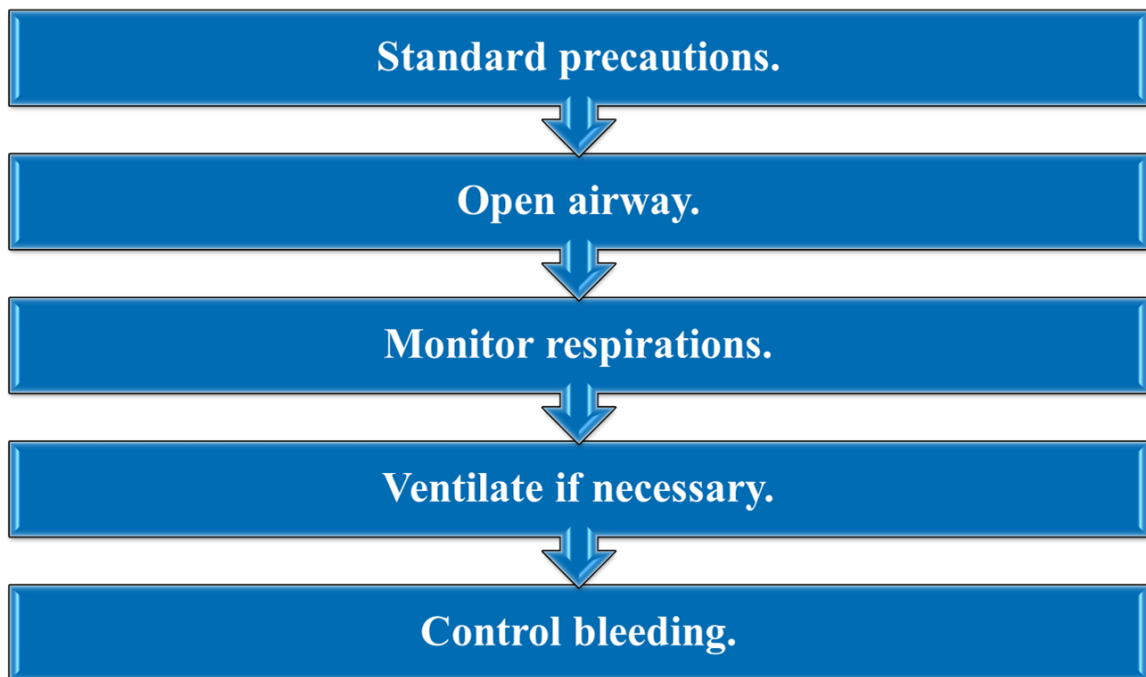 Standard precautions.
Open airway.
Monitor respirations.
Ventilate if necessary.
Control bleeding.